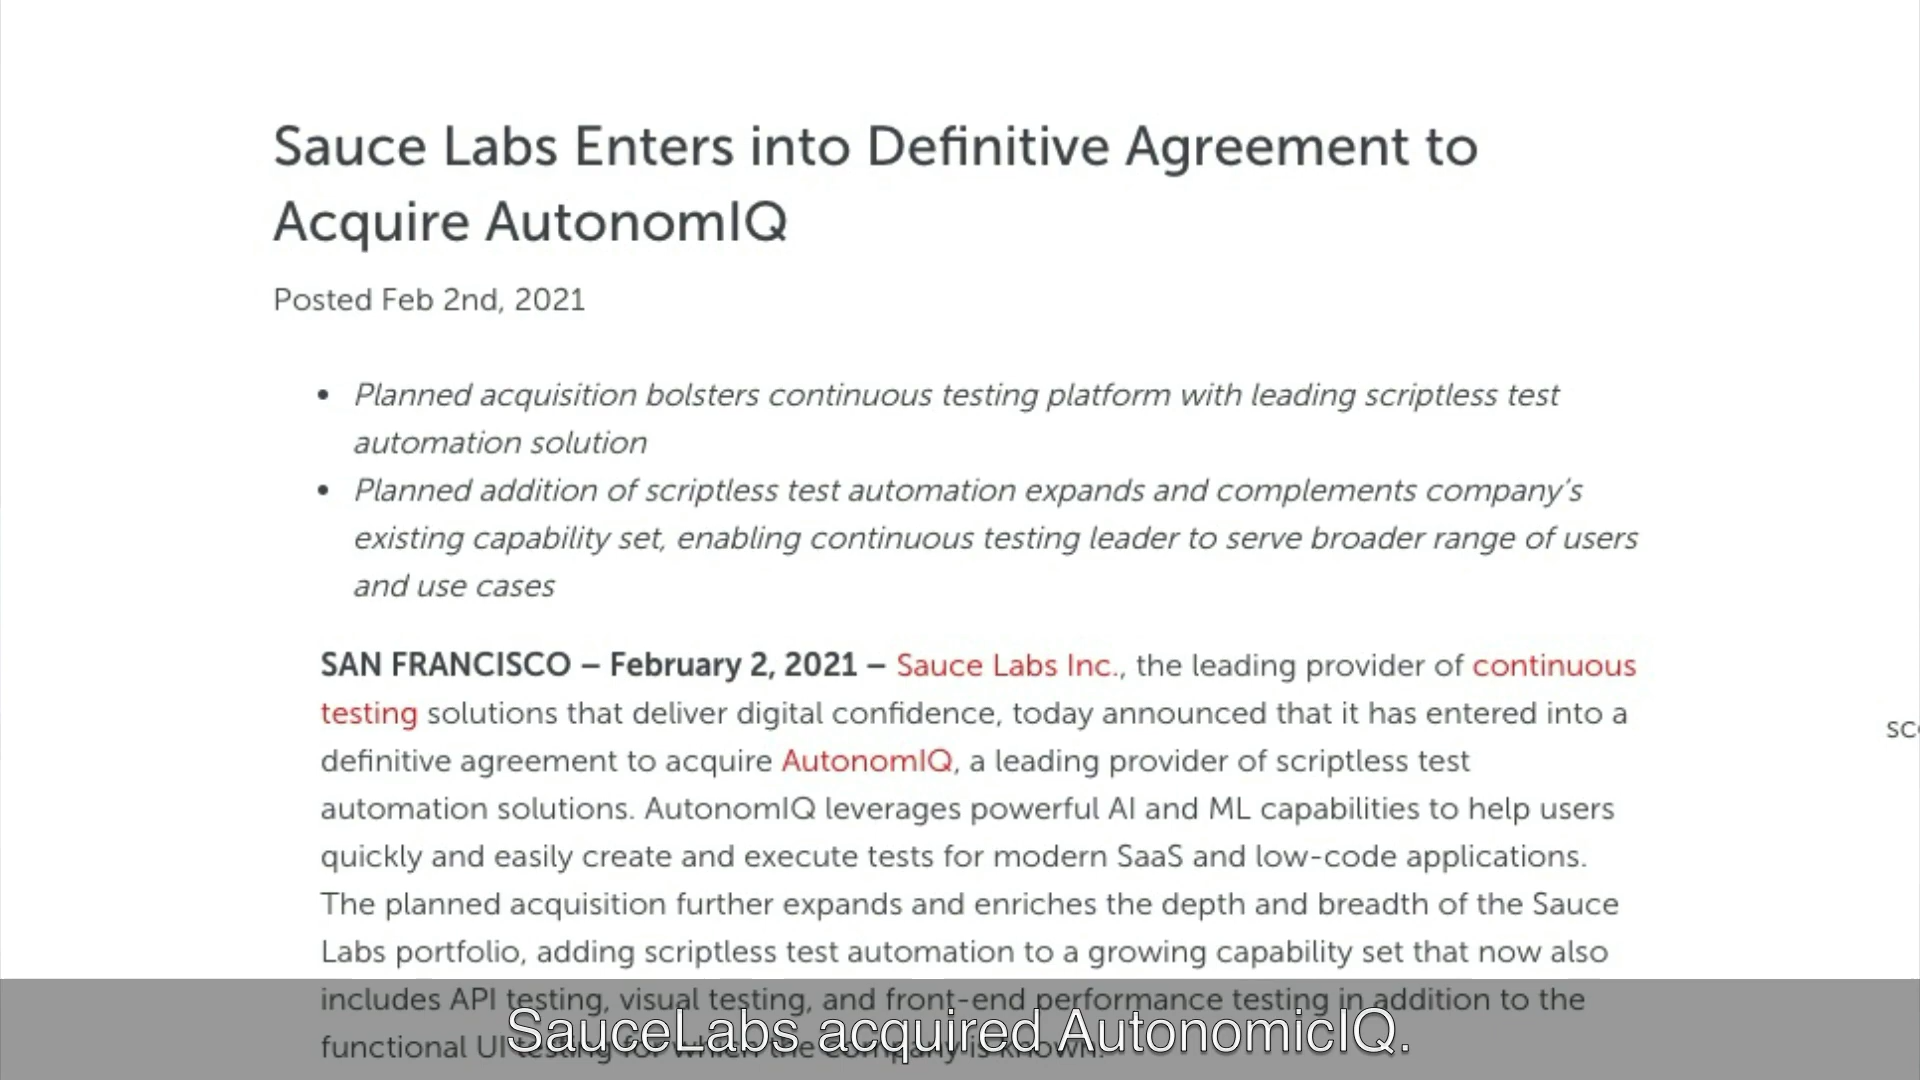 Sauce Labs Enters into Definitive Agreement to
Acquire AutonomIQ
Posted Feb 2nd, 2021
• Planned acquisition bolsters continuous testing platform with leading scriptless test
automation solution
• Planned addition of scriptless test automation expands and complements company's
existing capability set, enabling continuous testing leader to serve broader range of users
and use cases
SAN FRANCISCO – February 2, 2021 – Sauce Labs Inc., the leading provider of continuous
testing solutions that deliver digital confidence, today announced that it has entered into a
definitive agreement to acquire AutonomIQ, a leading provider of scriptless test
automation solutions. AutonomIQ leverages powerful AI and ML capabilities to help users
quickly and easily create and execute tests for modern SaaS and low-code applications.
The planned acquisition further expands and enriches the depth and breadth of the Sauce
Labs portfolio, adding scriptless test automation to a growing capability set that now also
includes API testing, visual testing, and front-end performance testing in addition to the
functional UI testing for which the company is known.
SauceLabs acquired AutonomicIQ.